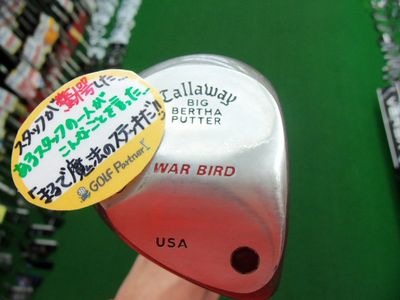 スタッフが驚愕した…
あるスタッフの一人が
こんなことを言った…
「まるで魔法のステッキだ!!」
GOLF Partner
Callaway
BIG
BERTHA
PUTTER
WAR BIRD
USA